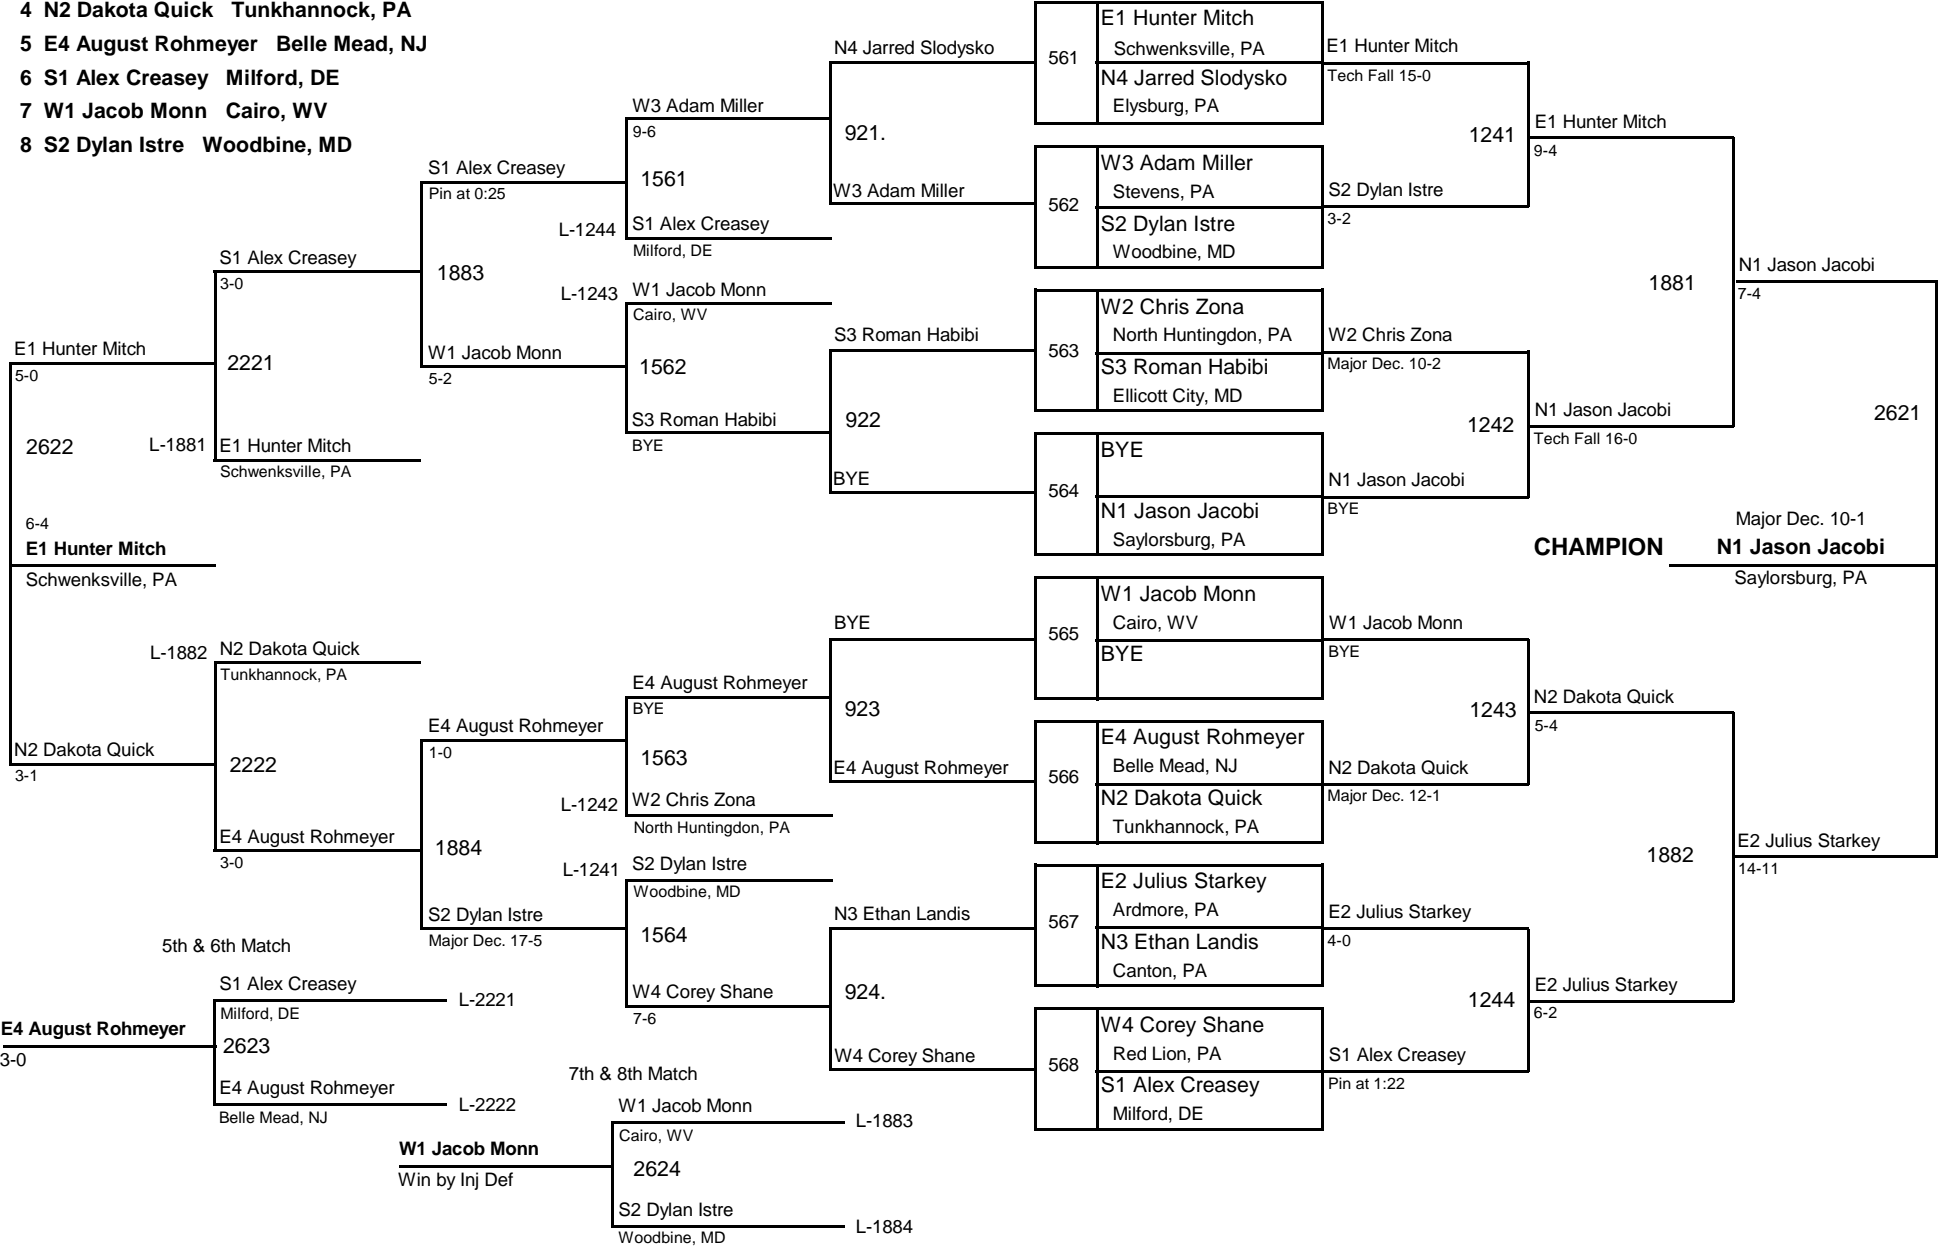 4 N2 Dakota Quick Tunkhannock, PA
5 E4 August Rohmeyer Belle Mead, NJ
6 S1 Alex Creasey Milford, DE
7 W1 Jacob Monn Cairo, WV
8 S2 Dylan Istre Woodbine, MD
E1 Hunter Mitch
5-0
2622
6-4
E1 Hunter Mitch
Schwenksville, PA
N2 Dakota Quick
3-1
S1 Alex Creasey
3-0
2221
L-1881
E1 Hunter Mitch
Schwenksville, PA
L-1882
N2 Dakota Quick
Tunkhannock, PA
2222
E4 August Rohmeyer
3-0
5th & 6th Match
S1 Alex Creasey
L-2221
Milford, DE
E4 August Rohmeyer
3-0
2623
E4 August Rohmeyer
L-2222
Belle Mead, NJ
S1 Alex Creasey
Pin at 0:25
1883
W1 Jacob Monn
5-2
E4 August Rohmeyer
1-0
1884
S2 Dylan Istre
Major Dec. 17-5
7th & 8th Match
W1 Jacob Monn
L-1883
Cairo, WV
W1 Jacob Monn
Win by Inj Def
2624
S2 Dylan Istre
L-1884
Woodbine, MD
W3 Adam Miller
9-6
1561
L-1244
S1 Alex Creasey
Milford, DE
L-1243
W1 Jacob Monn
Cairo, WV
1562
S3 Roman Habibi
BYE
E4 August Rohmeyer
BYE
1563
L-1242
W2 Chris Zona
North Huntingdon, PA
L-1241
S2 Dylan Istre
Woodbine, MD
1564
W4 Corey Shane
7-6
N4 Jarred Slodysko
921.
W3 Adam Miller
S3 Roman Habibi
922
BYE
BYE
923
E4 August Rohmeyer
N3 Ethan Landis
924.
W4 Corey Shane
561
E1 Hunter Mitch
Schwenksville, PA
N4 Jarred Slodysko
Elysburg, PA
562
W3 Adam Miller
Stevens, PA
S2 Dylan Istre
Woodbine, MD
563
W2 Chris Zona
North Huntingdon, PA
S3 Roman Habibi
Ellicott City, MD
564
BYE
N1 Jason Jacobi
Saylorsburg, PA
565
W1 Jacob Monn
Cairo, WV
BYE
566
E4 August Rohmeyer
Belle Mead, NJ
N2 Dakota Quick
Tunkhannock, PA
567
E2 Julius Starkey
Ardmore, PA
N3 Ethan Landis
Canton, PA
568
W4 Corey Shane
Red Lion, PA
S1 Alex Creasey
Milford, DE
E1 Hunter Mitch
Tech Fall 15-0
1241
S2 Dylan Istre
3-2
W2 Chris Zona
Major Dec. 10-2
1242
N1 Jason Jacobi
BYE
W1 Jacob Monn
BYE
1243
N2 Dakota Quick
Major Dec. 12-1
E2 Julius Starkey
4-0
1244
S1 Alex Creasey
Pin at 1:22
E1 Hunter Mitch
9-4
1881
N1 Jason Jacobi
Tech Fall 16-0
N2 Dakota Quick
5-4
1882
E2 Julius Starkey
6-2
N1 Jason Jacobi
7-4
2621
Major Dec. 10-1
CHAMPION N1 Jason Jacobi
Saylorsburg, PA
E2 Julius Starkey
14-11